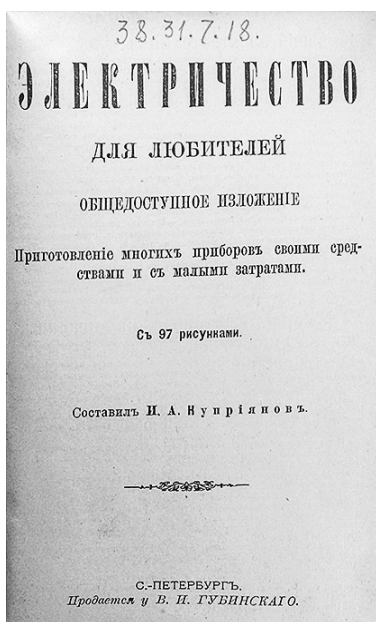 38.31.7.18.
ЭЛЕКТРИЧЕСТВО
ДЛЯ ЛЮБИТЕЛЕЙ
ОБЩЕДОСТУПНОЕ ИЗЛОЖЕНІЕ
Приготовленіе многихъ приборовъ своими сред-
ствами и съ малыми затратами.
Съ 97 рисунками.
Составилъ И. А. Купріяновъ.
С.-ПЕТЕРБУРГЪ.
Продается у В. И. ГУБИНСКАГО.